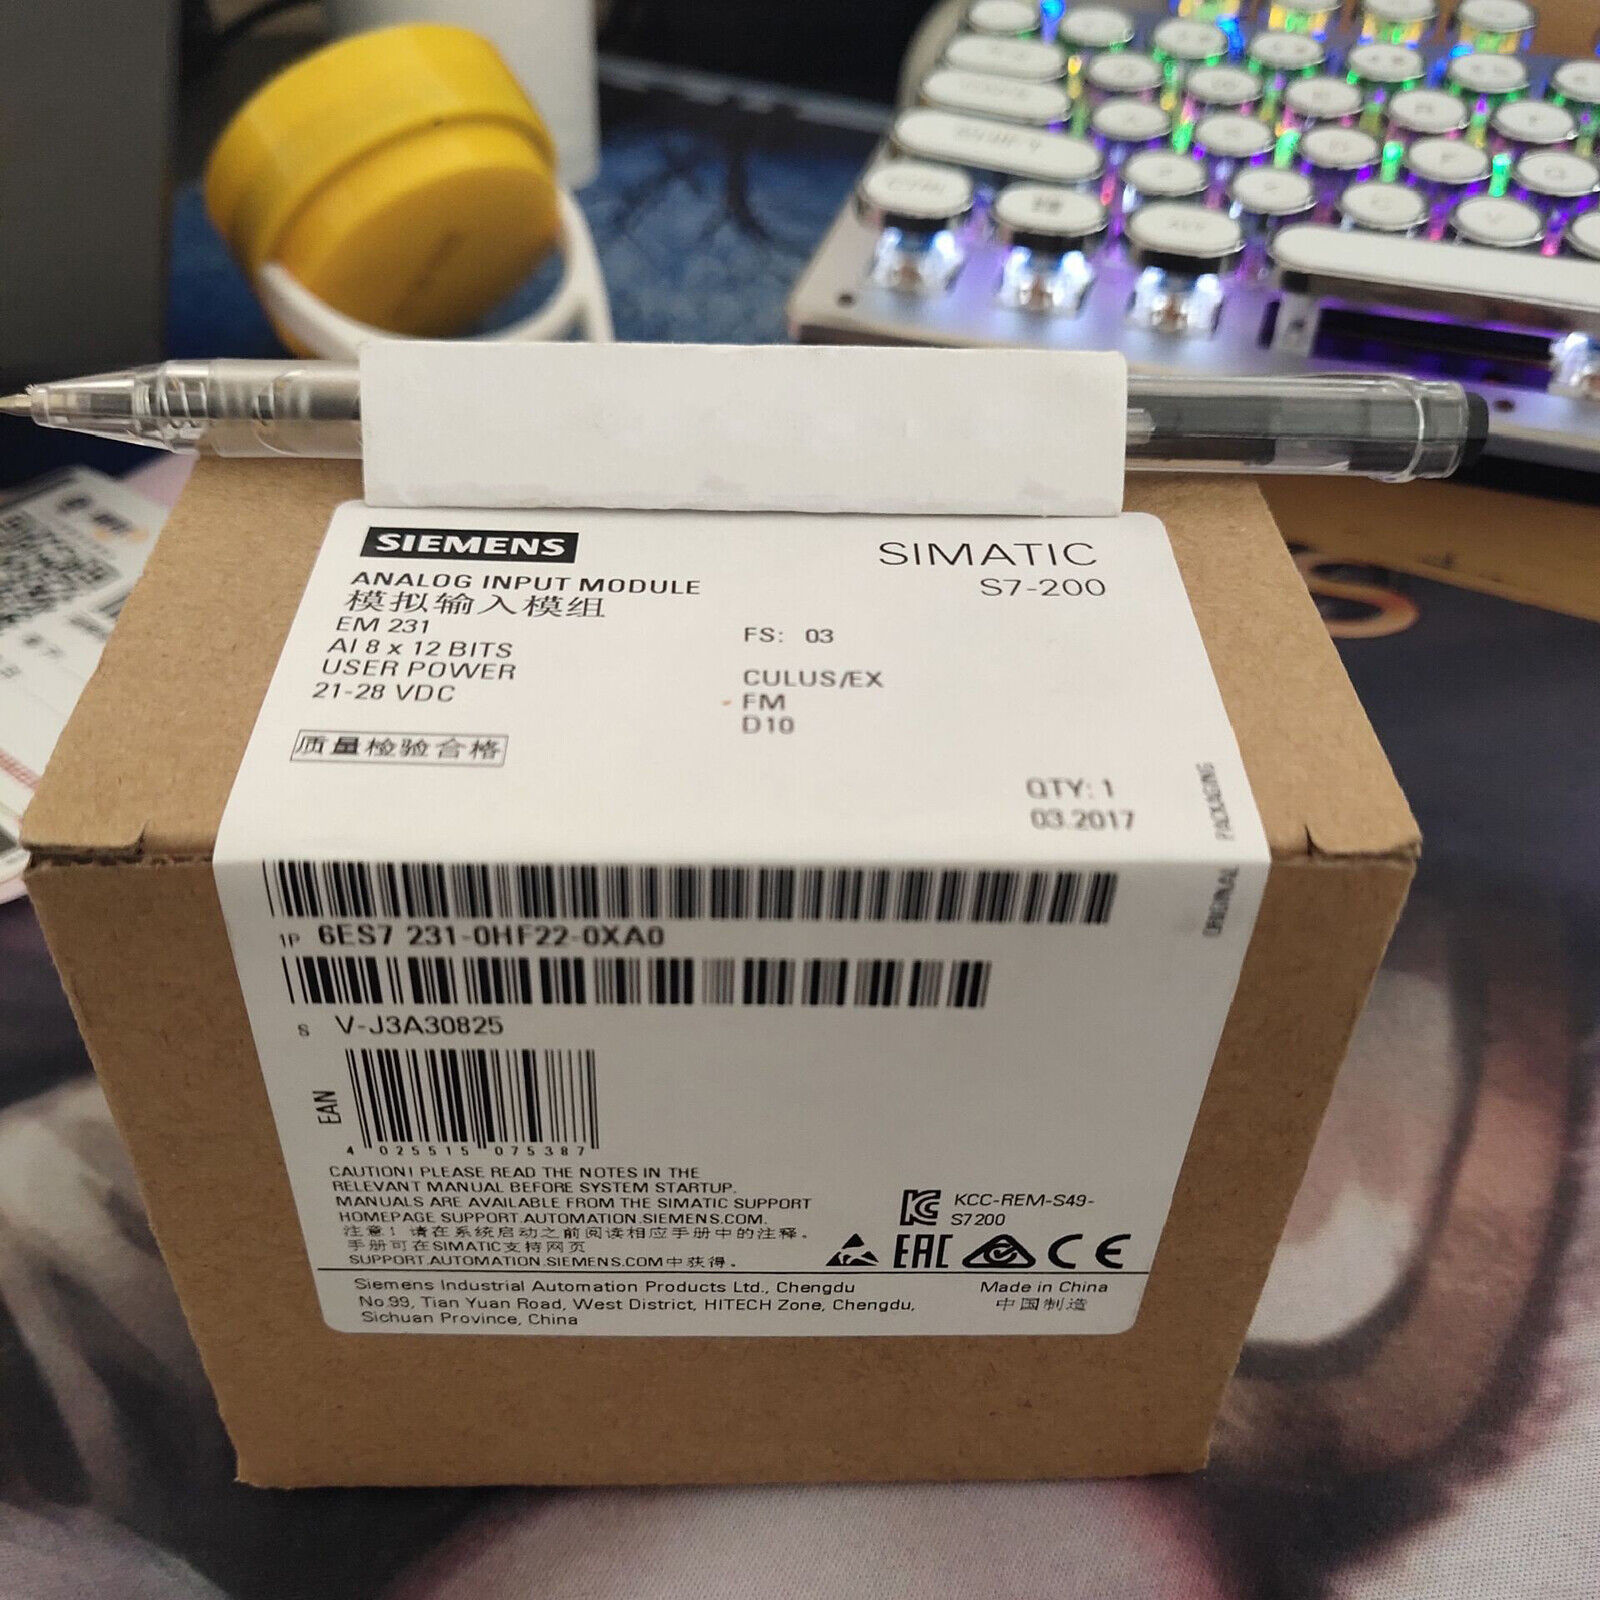 SIEMENS
SIMATIC
S7-200
ANALOG INPUT MODULE
模拟输入模组
EM 231
AI 8 x 12 BITS
USER POWER
21-28 VDC
FS: 03
CULUS/EX
FM
D10
质量检验合格
QTY: 1
03.2017
ORIGINAL PACKAGING
1P 6ES7 231-0HF22-0XA0
S V-J3A30825
EAN
4 025515 075387
CAUTION! PLEASE READ THE NOTES IN THE
RELEVANT MANUAL BEFORE SYSTEM STARTUP.
MANUALS ARE AVAILABLE FROM THE SIMATIC SUPPORT
HOMEPAGE SUPPORT.AUTOMATION.SIEMENS.COM.
注意！请在系统启动之前阅读相应手册中的注释。
手册可在SIMATIC支持网页
SUPPORT.AUTOMATION.SIEMENS.COM中获得。
KCC-REM-S49-
S7200
EAC CE
Siemens Industrial Automation Products Ltd., Chengdu
No.99, Tian Yuan Road, West District, HITECH Zone, Chengdu,
Sichuan Province, China
Made in China
中国制造